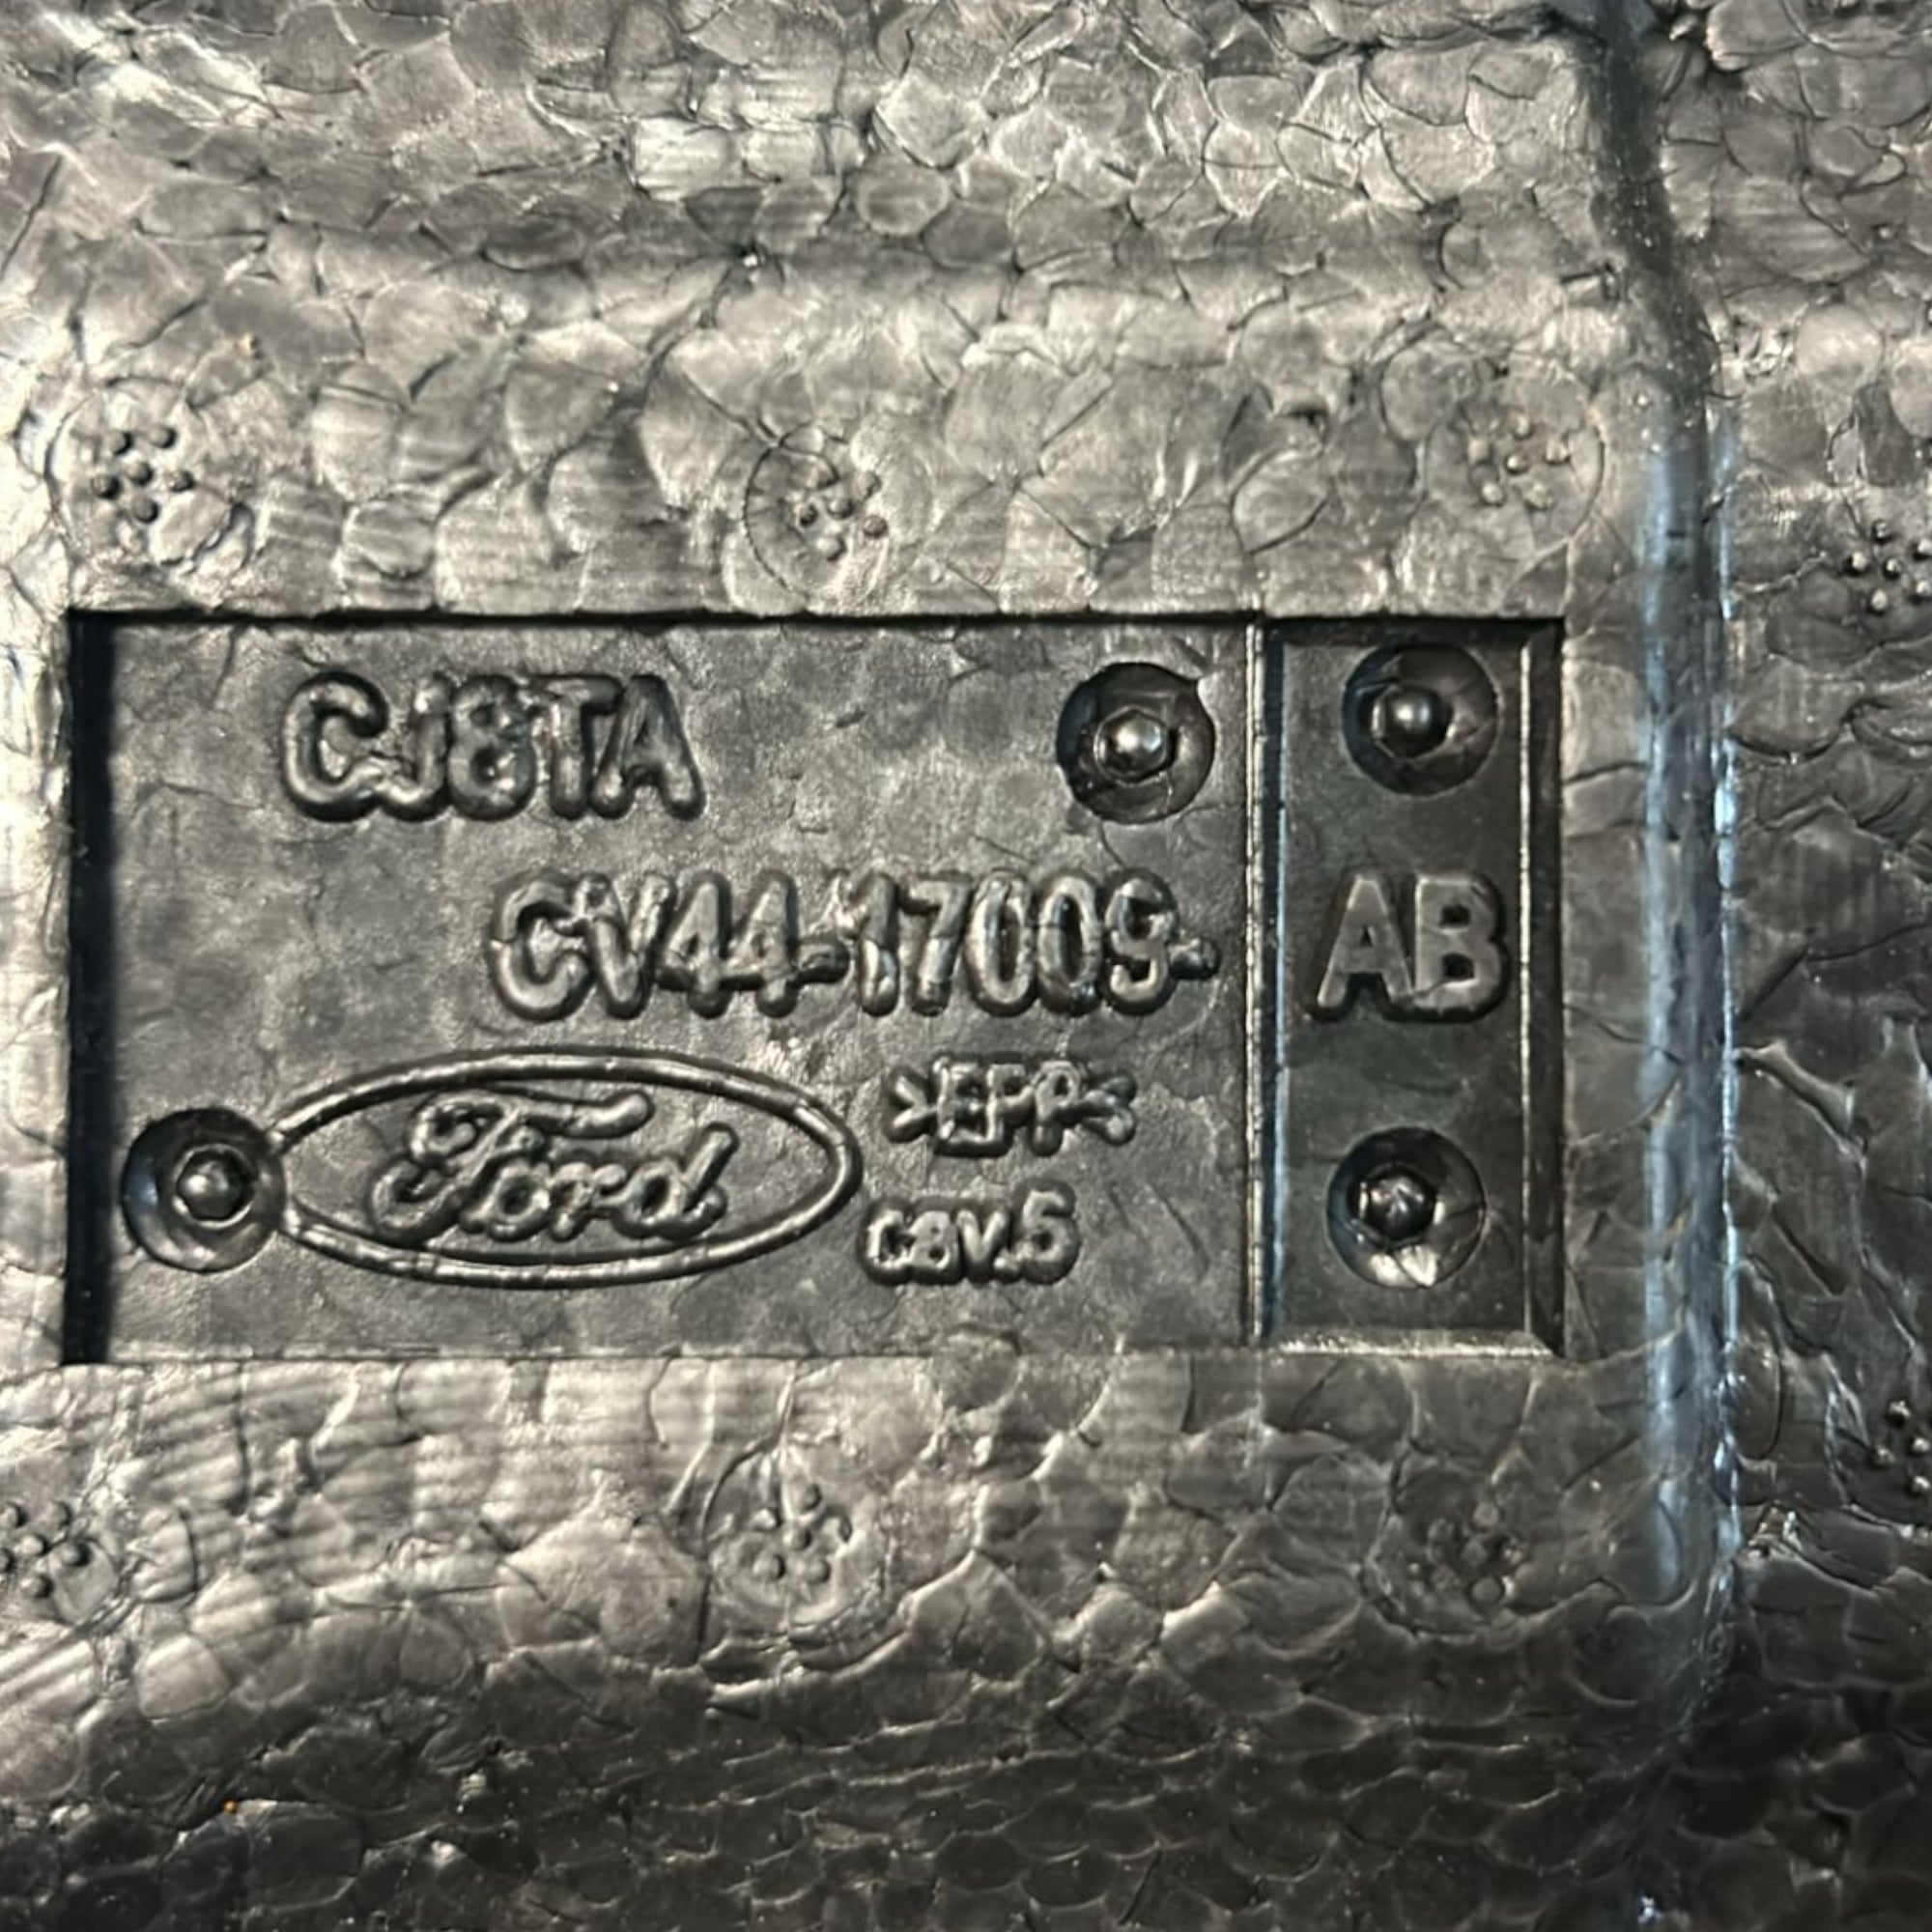 CJ8TA
CV44-17009-
AB
Ford
>EPP<
cav.5